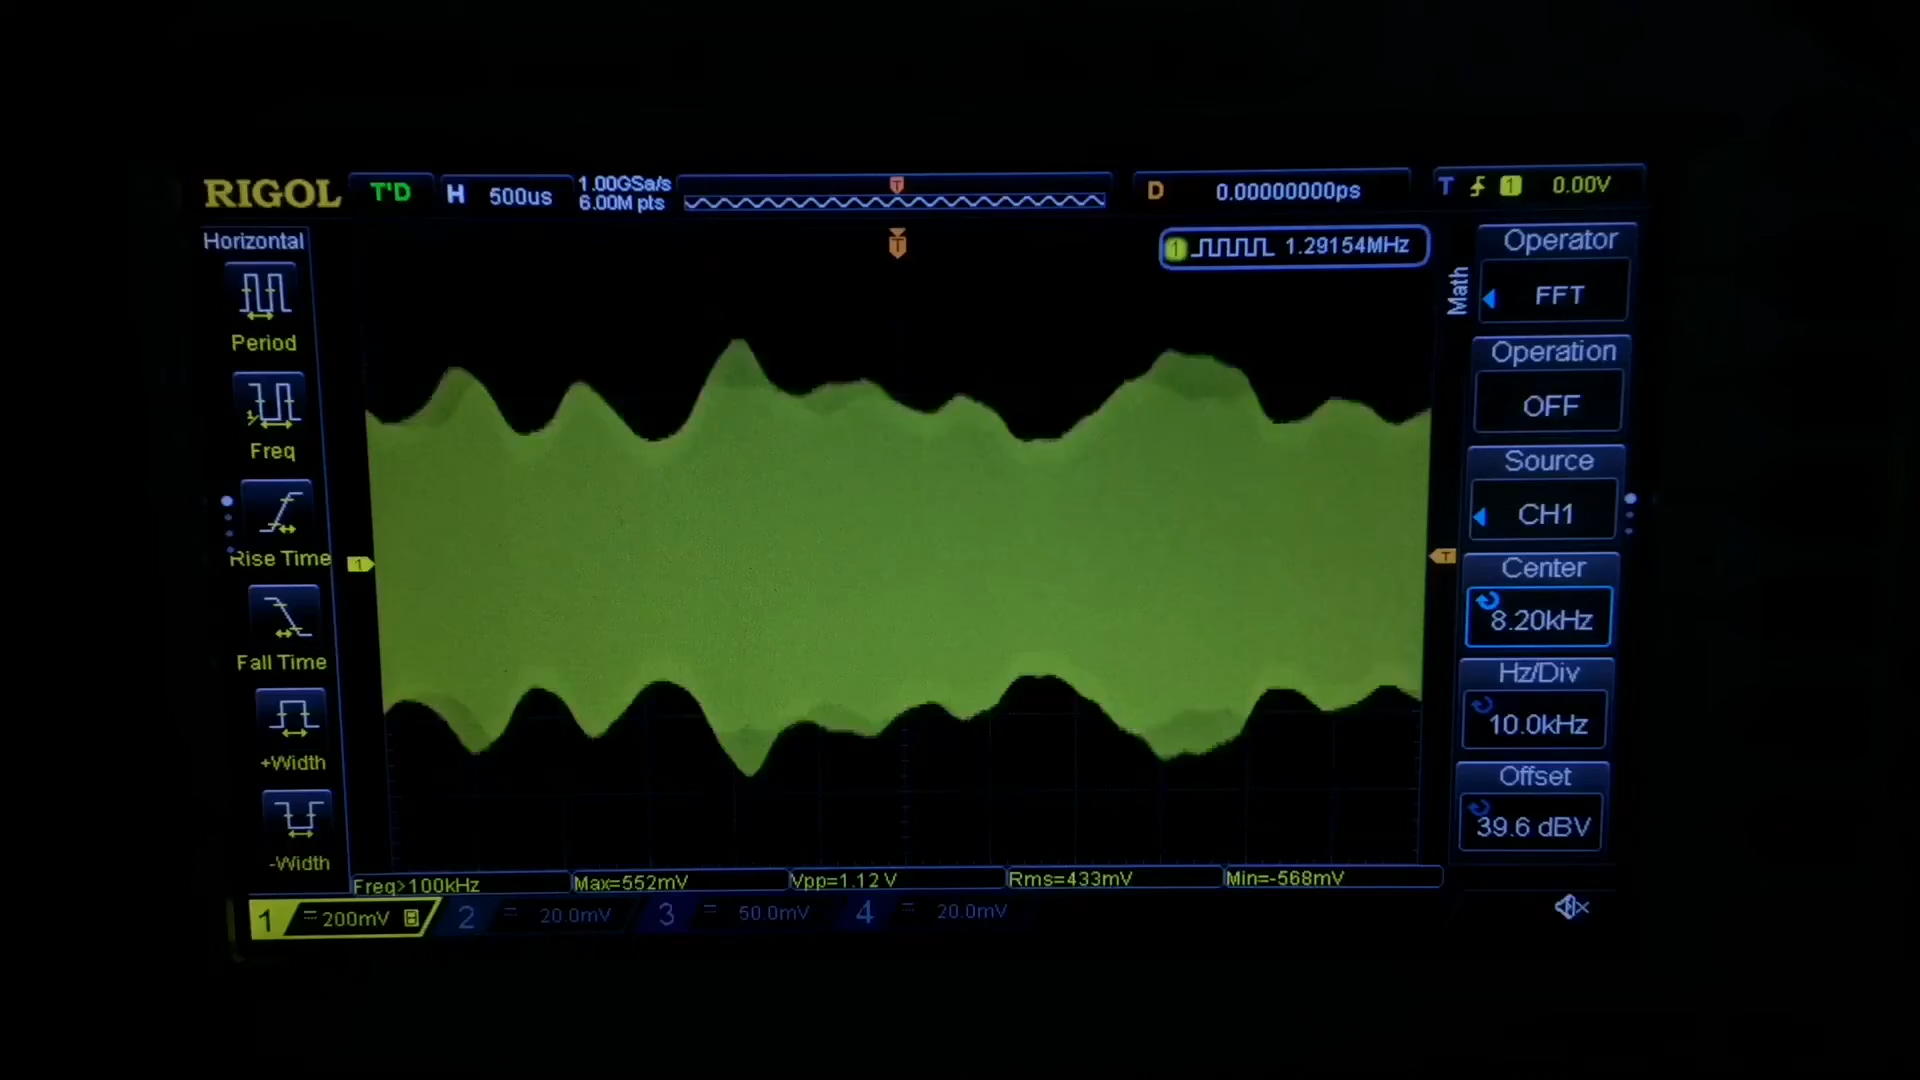 RIGOL T'D H 500us 1.00GSa/s 6.00M pts D 0.00000000ps T 1 0.00V
Horizontal
Period
Freq
Rise Time
Fall Time
+Width
-Width
T
1 1.29154MHz
1
T
Math
Operator
FFT
Operation
OFF
Source
CH1
Center
8.20kHz
Hz/Div
10.0kHz
Offset
39.6 dBV
Freq>100kHz Max=552mV Vpp=1.12 V Rms=433mV Min=-568mV
1 = 200mV B 2 = 20.0mV 3 = 50.0mV 4 = 20.0mV